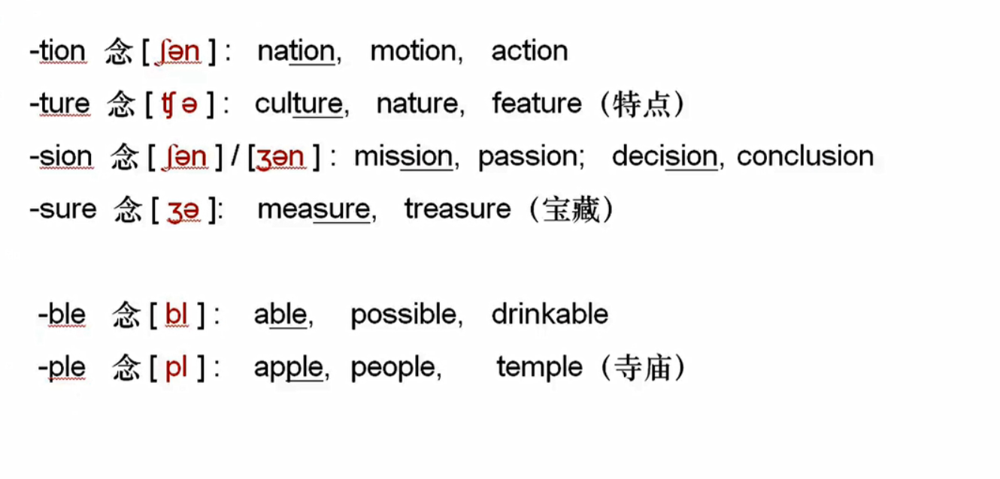 -tion 念 [ ʃən ] : nation, motion, action
-ture 念 [ ʧ ə ] : culture, nature, feature（特点）
-sion 念 [ ʃən ] / [ʒən ] : mission, passion; decision, conclusion
-sure 念 [ ʒə ]: measure, treasure（宝藏）
-ble 念 [ bl ] : able, possible, drinkable
-ple 念 [ pl ] : apple, people, temple（寺庙）